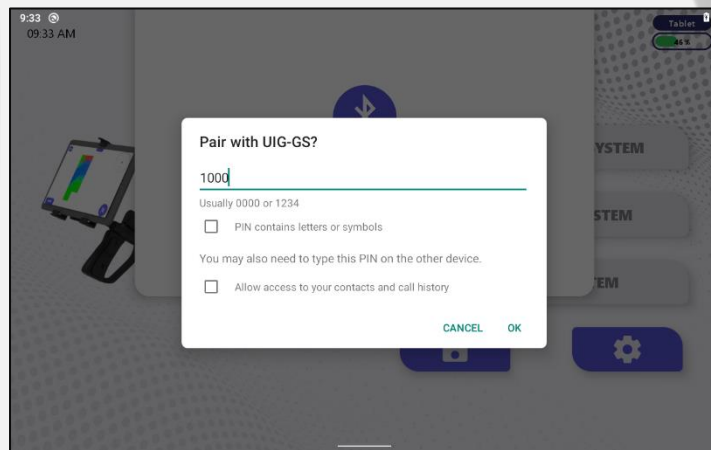 9:33
09:33 AM
Tablet
46%
Pair with UIG-GS?
1000
Usually 0000 or 1234
PIN contains letters or symbols
You may also need to type this PIN on the other device.
Allow access to your contacts and call history
CANCEL OK
YSTEM
STEM
EM